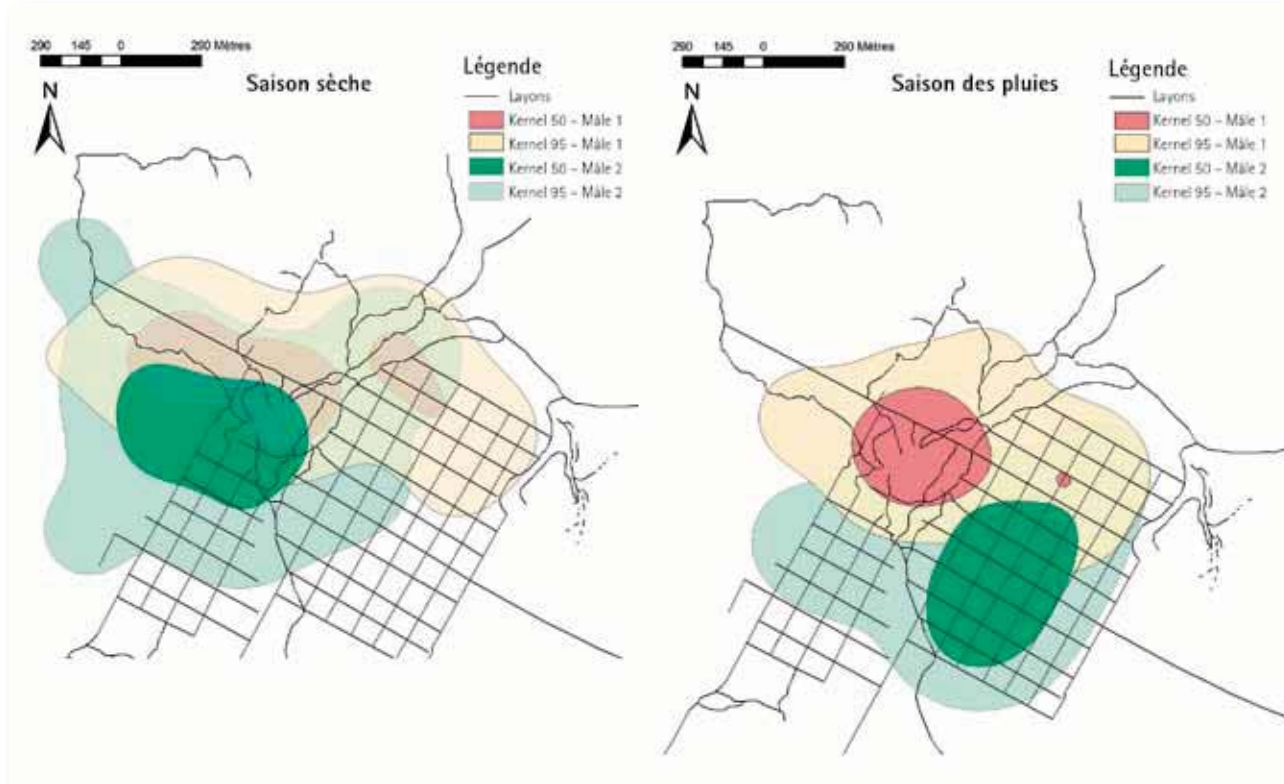 290 145 0 290 Mètres
Saison sèche
N
Légende
Layons
Kernel 50 – Mâle 1
Kernel 95 – Mâle 1
Kernel 50 – Mâle 2
Kernel 95 – Mâle 2
290 145 0 290 Mètres
Saison des pluies
N
Légende
Layons
Kernel 50 – Mâle 1
Kernel 95 – Mâle 1
Kernel 50 – Mâle 2
Kernel 95 – Mâle 2